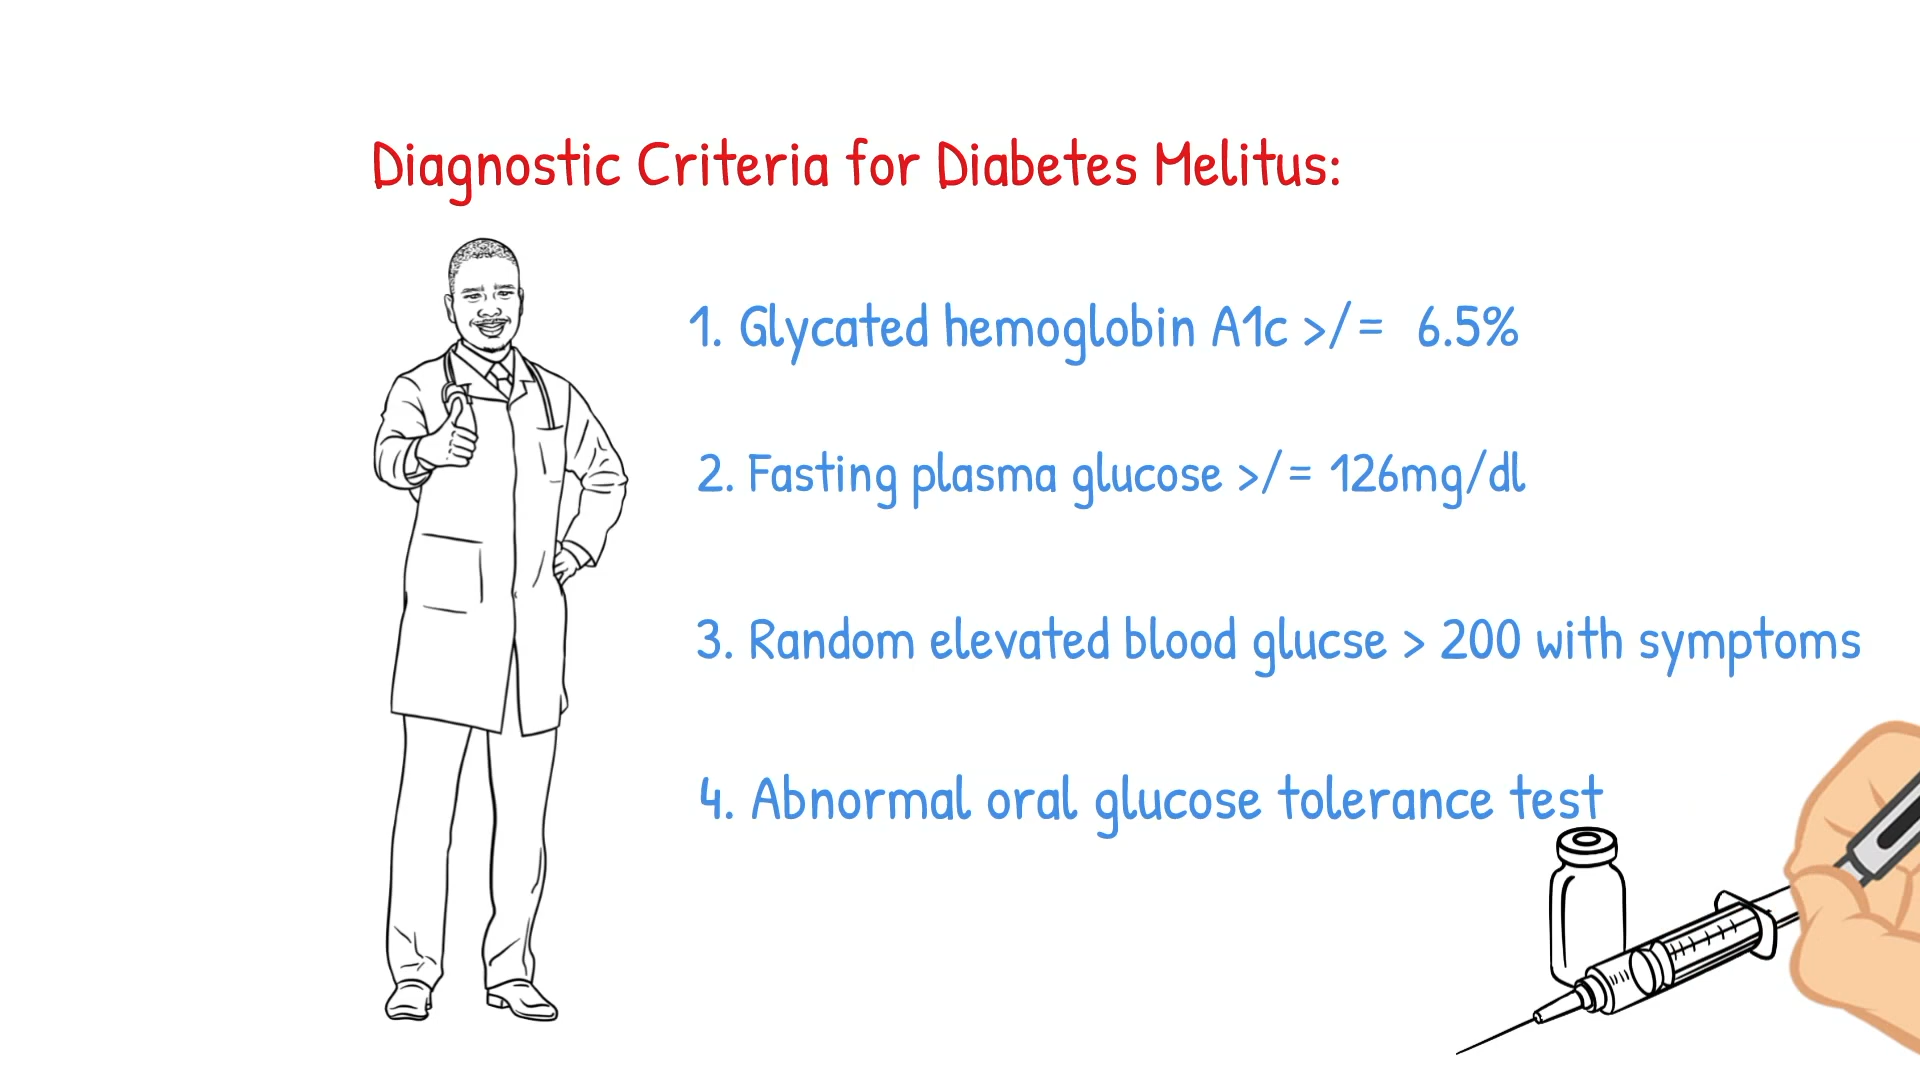 Diagnostic Criteria for Diabetes Melitus:
1. Glycated hemoglobin A1c >/= 6.5%
2. Fasting plasma glucose >/= 126mg/dl
3. Random elevated blood glucse > 200 with symptoms
4. Abnormal oral glucose tolerance test